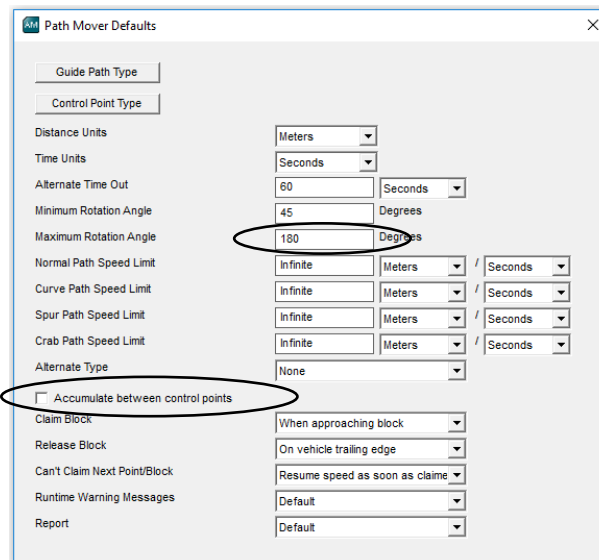 AM Path Mover Defaults
Guide Path Type
Control Point Type
Distance Units Meters
Time Units Seconds
Alternate Time Out 60 Seconds
Minimum Rotation Angle 45 Degrees
Maximum Rotation Angle 180 Degrees
Normal Path Speed Limit Infinite Meters / Seconds
Curve Path Speed Limit Infinite Meters / Seconds
Spur Path Speed Limit Infinite Meters / Seconds
Crab Path Speed Limit Infinite Meters / Seconds
Alternate Type None
Accumulate between control points
Claim Block When approaching block
Release Block On vehicle trailing edge
Can't Claim Next Point/Block Resume speed as soon as claime
Runtime Warning Messages Default
Report Default